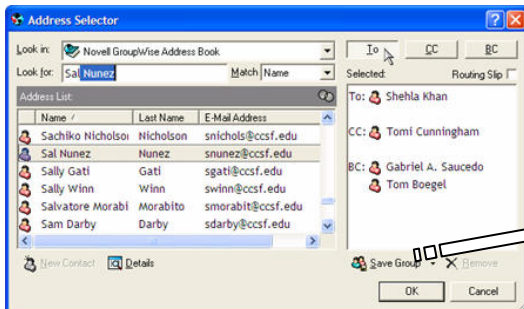 Address Selector
Look in: Novell GroupWise Address Book
To CC BC
Look for: Sal Nunez Match Name
Selected: Routing Slip
Address List:
Name / Last Name E-Mail Address
Sachiko Nicholson Nicholson snichols@ccsf.edu
Sal Nunez Nunez snunez@ccsf.edu
Sally Gati Gati sgati@ccsf.edu
Sally Winn Winn swinn@ccsf.edu
Salvatore Morabi Morabito smorabit@ccsf.edu
Sam Darby Darby sdarby@ccsf.edu
To: Shehla Khan
CC: Tomi Cunningham
BC: Gabriel A. Saucedo
Tom Boegel
New Contact Details
Save Group Remove
OK Cancel